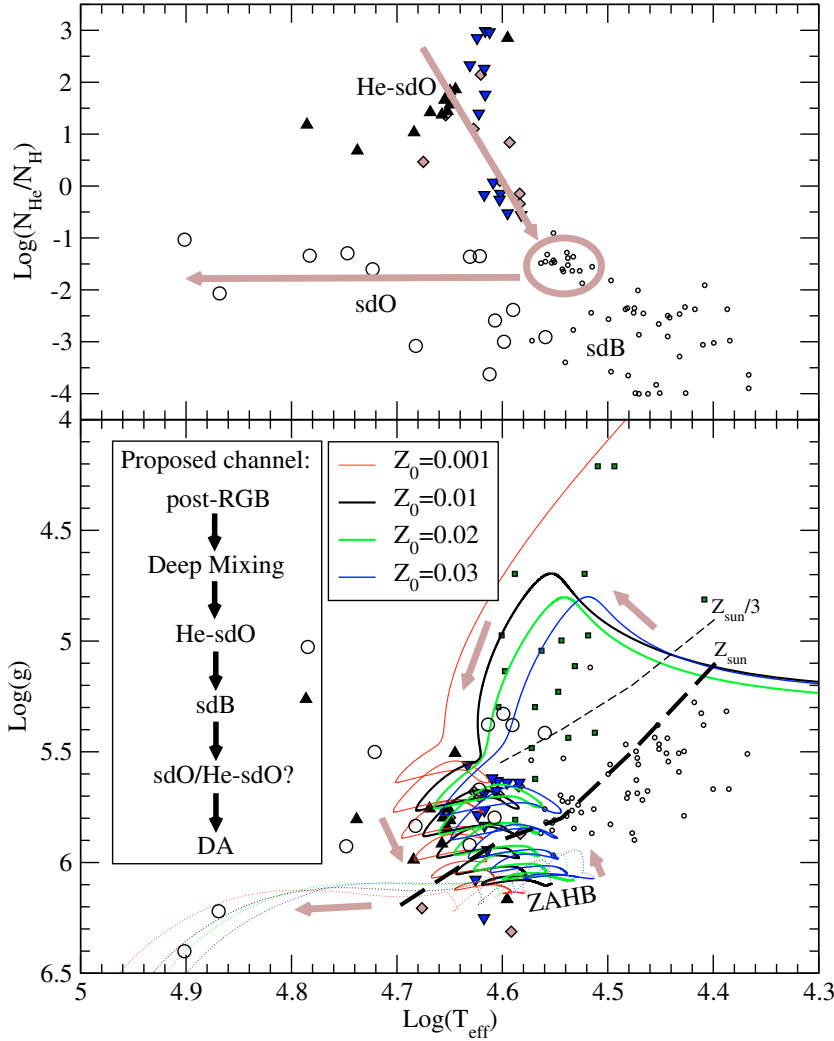 3
2
1
0
-1
-2
-3
-4
Log(N_He/N_H)
He-sdO
sdO
sdB
4
4.5
5
5.5
6
6.5
Log(g)
Proposed channel:
post-RGB
Deep Mixing
He-sdO
sdB
sdO/He-sdO?
DA
Z_0=0.001
Z_0=0.01
Z_0=0.02
Z_0=0.03
Z_sun/3
Z_sun
ZAHB
5
4.9
4.8
4.7
4.6
4.5
4.4
4.3
Log(T_eff)